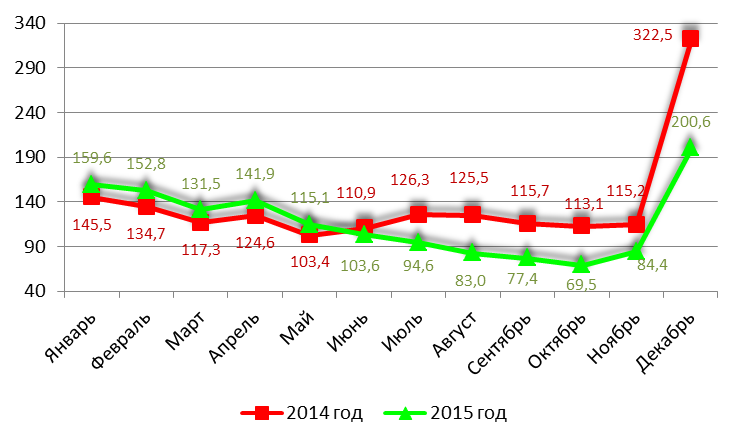 340
290
240
190
140
90
40
322,5
200,6
159,6
152,8
131,5
141,9
115,1
110,9
126,3
125,5
115,7
113,1
115,2
145,5
134,7
117,3
124,6
103,4
103,6
94,6
83,0
77,4
69,5
84,4
Январь
Февраль
Март
Апрель
Май
Июнь
Июль
Август
Сентябрь
Октябрь
Ноябрь
Декабрь
2014 год
2015 год